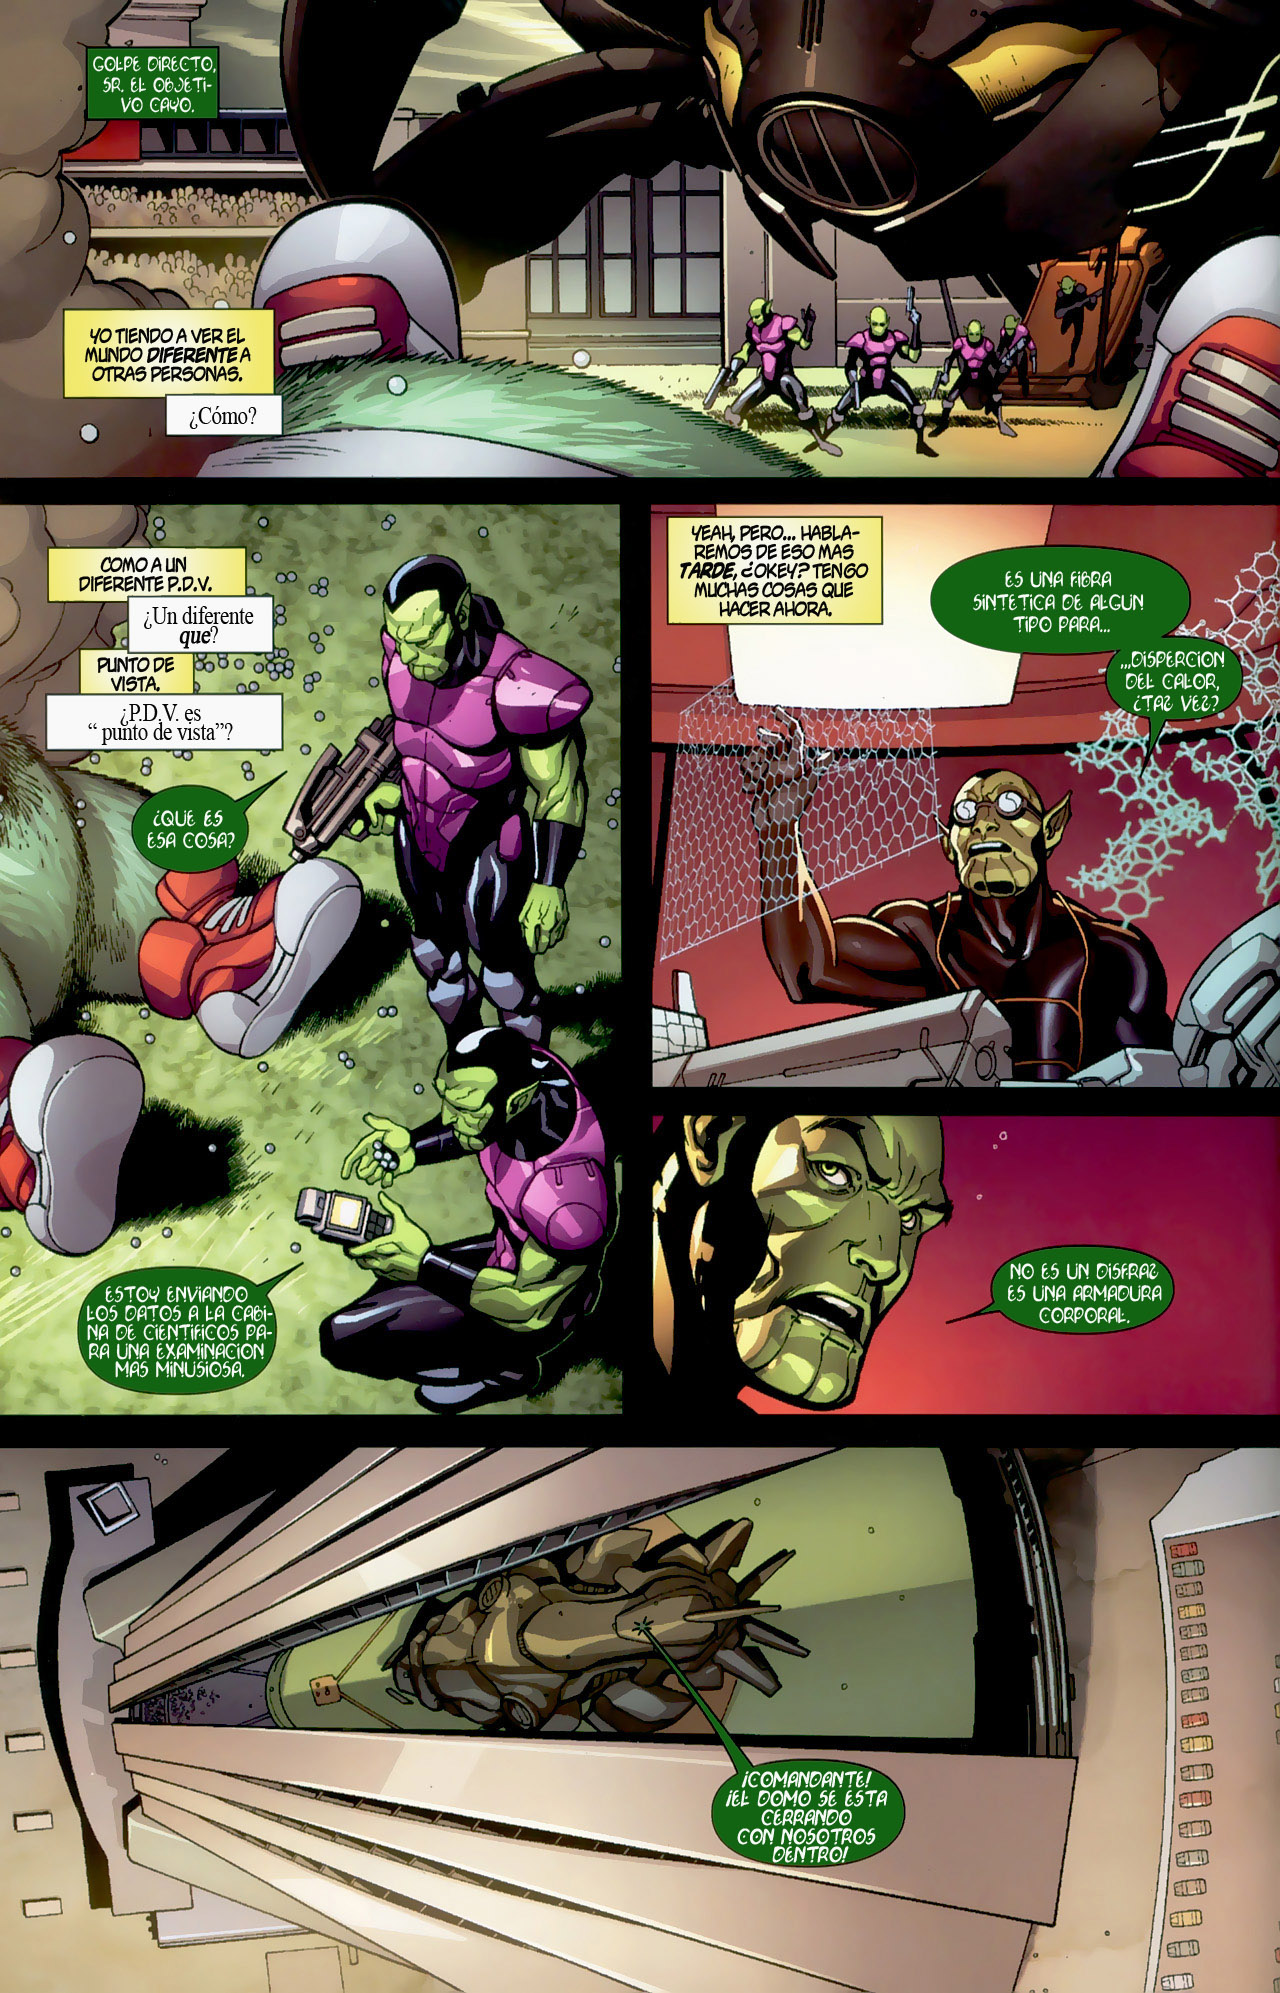 GOLPE DIRECTO,
SR. EL OBJETI-
VO CAYO.
YO TIENDO A VER EL
MUNDO DIFERENTE A
OTRAS PERSONAS.
¿Cómo?
COMO A UN
DIFERENTE P.D.V.
¿Un diferente
que?
PUNTO DE
VISTA.
¿P.D.V. es
“ punto de vista”?
¿QUE ES
ESA COSA?
ESTOY ENVIANDO
LOS DATOS A LA CABI-
NA DE CIENTIFICOS PA-
RA UNA EXAMINACION
MAS MINUSIOSA.
YEAH, PERO... HABLA-
REMOS DE ESO MAS
TARDE, ¿OKEY? TENGO
MUCHAS COSAS QUE
HACER AHORA.
ES UNA FIBRA
SINTETICA DE ALGUN
TIPO PARA...
...DISPERCION
DEL CALOR,
¿TAL VEZ?
NO ES UN DISFRAZ
ES UNA ARMADURA
CORPORAL.
¡COMANDANTE!
¡EL DOMO SE ESTA
CERRANDO
CON NOSOTROS
DENTRO!